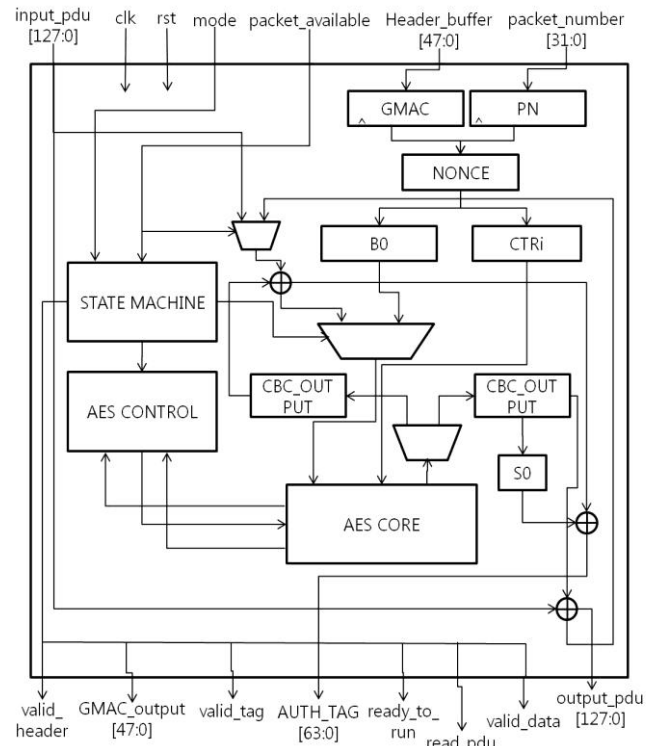 input_pdu
[127:0]
clk
rst
mode
packet_available
Header_buffer
[47:0]
packet_number
[31:0]
GMAC
PN
NONCE
B0
CTRi
STATE MACHINE
CBC_OUT
PUT
CBC_OUT
PUT
AES CONTROL
S0
AES CORE
valid_
header
GMAC_output
[47:0]
valid_tag
AUTH_TAG
[63:0]
ready_to_
run
read_pdu
valid_data
output_pdu
[127:0]